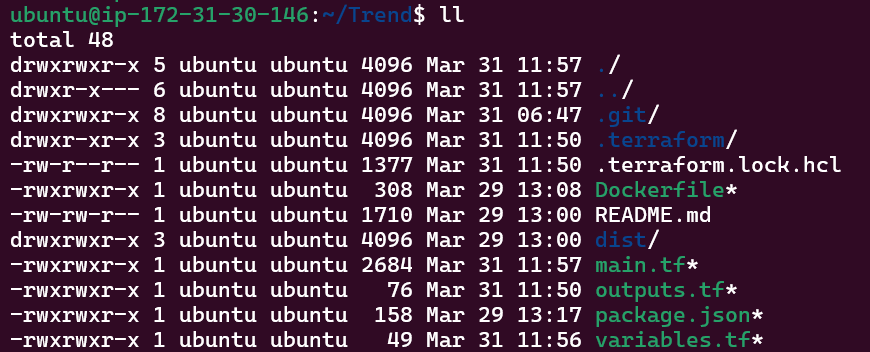 ubuntu@ip-172-31-30-146:~/Trend$ ll
total 48
drwxrwxr-x 5 ubuntu ubuntu 4096 Mar 31 11:57 ./
drwxr-x--- 6 ubuntu ubuntu 4096 Mar 31 11:57 ../
drwxrwxr-x 8 ubuntu ubuntu 4096 Mar 31 06:47 .git/
drwxr-xr-x 3 ubuntu ubuntu 4096 Mar 31 11:50 .terraform/
-rw-r--r-- 1 ubuntu ubuntu 1377 Mar 31 11:50 .terraform.lock.hcl
-rwxrwxr-x 1 ubuntu ubuntu  308 Mar 29 13:08 Dockerfile*
-rw-rw-r-- 1 ubuntu ubuntu 1710 Mar 29 13:00 README.md
drwxrwxr-x 3 ubuntu ubuntu 4096 Mar 29 13:00 dist/
-rwxrwxr-x 1 ubuntu ubuntu 2684 Mar 31 11:57 main.tf*
-rwxrwxr-x 1 ubuntu ubuntu   76 Mar 31 11:50 outputs.tf*
-rwxrwxr-x 1 ubuntu ubuntu  158 Mar 29 13:17 package.json*
-rwxrwxr-x 1 ubuntu ubuntu   49 Mar 31 11:56 variables.tf*